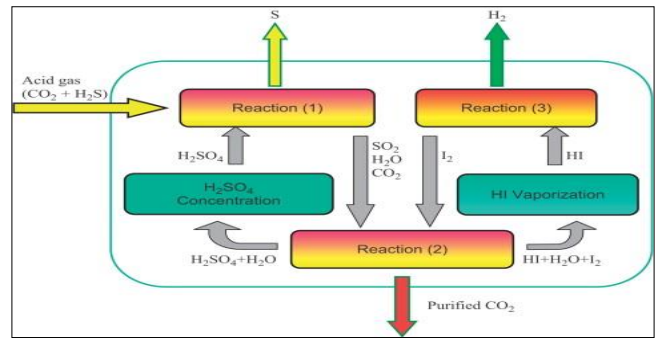 S
H₂
Acid gas
(CO₂ + H₂S)
Reaction (1)
Reaction (3)
H₂SO₄
SO₂
H₂O
CO₂
I₂
HI
H₂SO₄
Concentration
HI Vaporization
Reaction (2)
H₂SO₄+H₂O
HI+H₂O+I₂
Purified CO₂